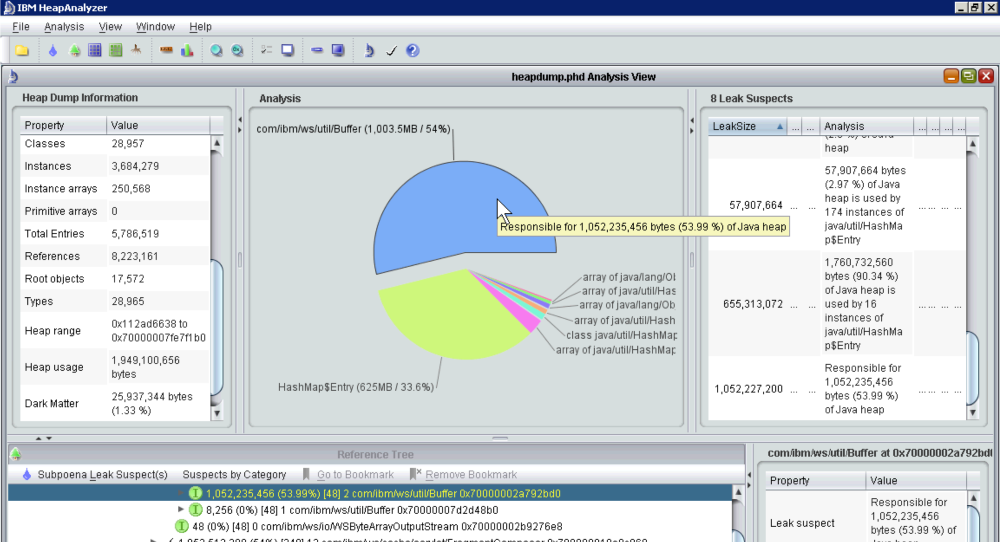 IBM HeapAnalyzer
File Analysis View Window Help
heapdump.phd Analysis View
Heap Dump Information
Property Value
Classes 28,957
Instances 3,684,279
Instance arrays 250,568
Primitive arrays 0
Total Entries 5,786,519
References 8,223,161
Root objects 17,572
Types 28,965
Heap range 0x112ad6638 to
0x70000007fe7f1b0
Heap usage 1,949,100,656
bytes
Dark Matter 25,937,344 bytes
(1.33 %)
Analysis
com/ibm/ws/util/Buffer (1,003.5MB / 54%)
Responsible for 1,052,235,456 bytes (53.99 %) of Java heap
array of java/lang/Ob
array of java/util/Has
array of java/lang/Ob
array of java/util/Hash
class java/util/HashMap
array of java/util/HashMap
HashMap$Entry (625MB / 33.6%)
8 Leak Suspects
LeakSize ... ... Analysis ... ... ... ...
heap
57,907,664 ... ... 57,907,664 bytes
(2.97 %) of Java
heap is used by
174 instances of
java/util/HashMa
p$Entry
655,313,072 ... ... 1,760,732,560
bytes (90.34 %)
of Java heap is
used by 16
instances of
java/util/HashMa
p$Entry
1,052,227,200 ... ... Responsible for
1,052,235,456
bytes (53.99 %)
of Java heap
Reference Tree
Subpoena Leak Suspect(s) Suspects by Category Go to Bookmark Remove Bookmark
1,052,235,456 (53.99%) [48] 2 com/ibm/ws/util/Buffer 0x70000002a792bd0
8,256 (0%) [48] 1 com/ibm/ws/util/Buffer 0x70000007d2d48b0
48 (0%) [48] 0 com/ibm/ws/io/WSByteArrayOutputStream 0x70000002b9276e8
com/ibm/ws/util/Buffer at 0x70000002a792bd0
Property Value
Leak suspect Responsible for
1,052,235,456
bytes (53.99 %) of